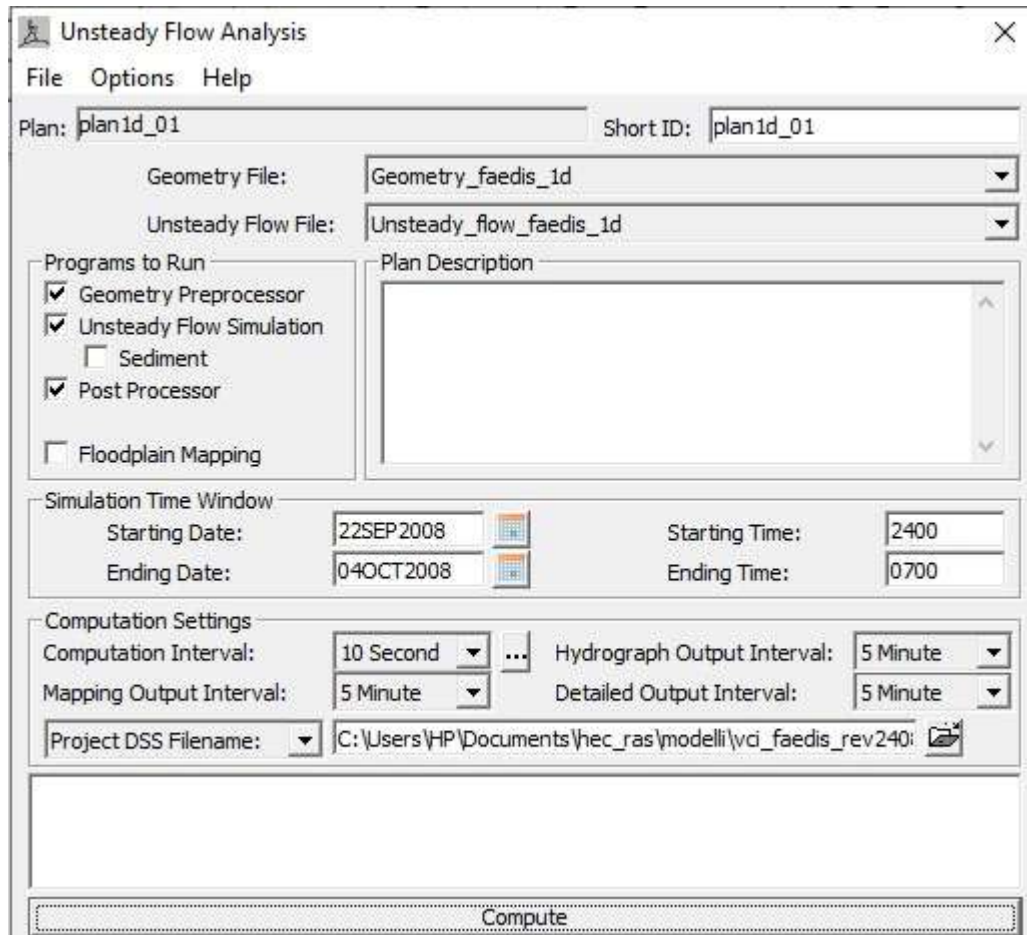 Unsteady Flow Analysis
File Options Help
Plan: plan1d_01 Short ID: plan1d_01
Geometry File: Geometry_faedis_1d
Unsteady Flow File: Unsteady_flow_faedis_1d
Programs to Run
Geometry Preprocessor
Unsteady Flow Simulation
Sediment
Post Processor
Floodplain Mapping
Plan Description
Simulation Time Window
Starting Date: 22SEP2008 Starting Time: 2400
Ending Date: 04OCT2008 Ending Time: 0700
Computation Settings
Computation Interval: 10 Second ... Hydrograph Output Interval: 5 Minute
Mapping Output Interval: 5 Minute Detailed Output Interval: 5 Minute
Project DSS Filename: C:\Users\HP\Documents\hec_ras\modelli\vci_faedis_rev240
Compute